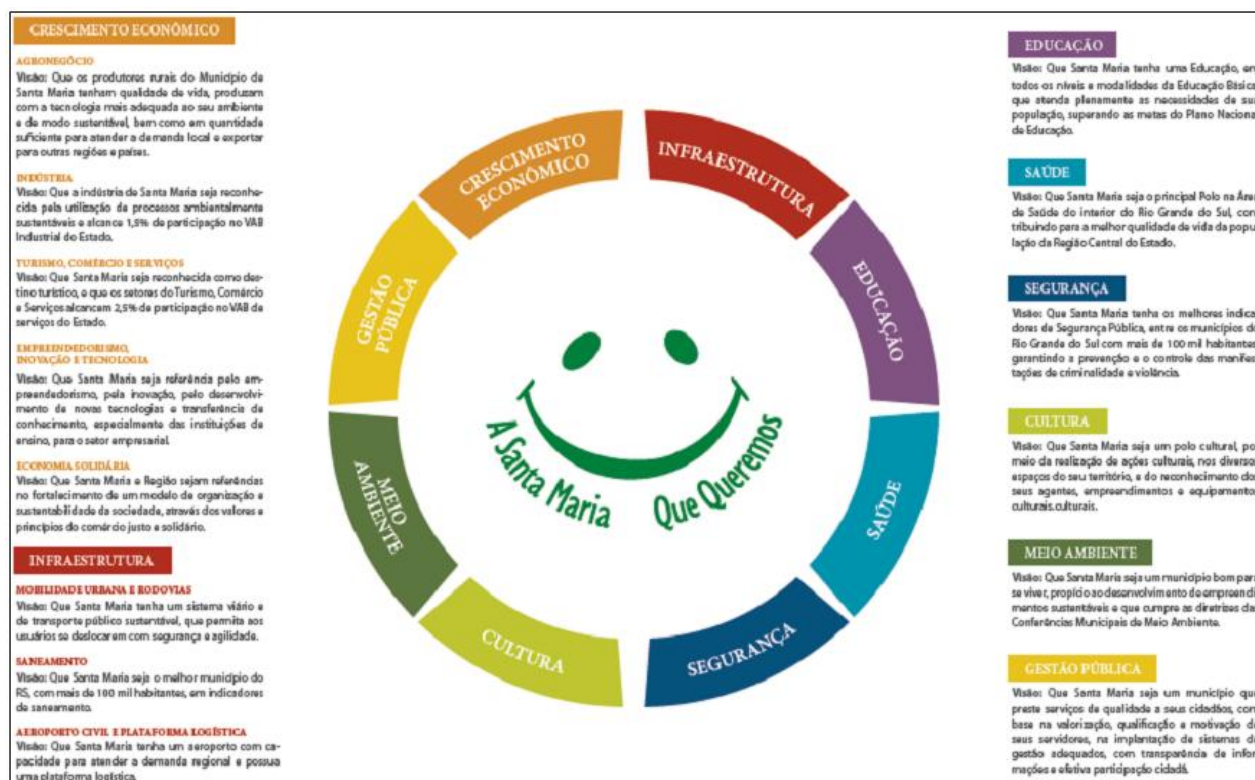 CRESCIMENTO ECONÔMICO
AGRONEGÓCIO
Visão: Que os produtores rurais do Município de
Santa Maria tenham qualidade de vida, produzam
com a tecnologia mais adequada ao seu ambiente
e de modo sustentável, bem como em quantidade
suficiente para atender a demanda local e exportar
para outras regiões e países.
INDÚSTRIA
Visão: Que a indústria de Santa Maria seja reconhe-
cida pela utilização de processos ambientalmente
sustentáveis e alcance 1,5% de participação no VAB
Industrial do Estado.
TURISMO, COMÉRCIO E SERVIÇOS
Visão: Que Santa Maria seja reconhecida como des-
tino turístico, e que os setores do Turismo, Comércio
e Serviços alcancem 2,5% de participação no VAB de
serviços do Estado.
EMPREENDEDORISMO,
INOVAÇÃO E TECNOLOGIA
Visão: Que Santa Maria seja referência pelo em-
preendedorismo, pela inovação, pelo desenvolvi-
mento de novas tecnologias e transferência de
conhecimento, especialmente das instituições de
ensino, para o setor empresarial.
ECONOMIA SOLIDÁRIA
Visão: Que Santa Maria e Região sejam referências
no fortalecimento de um modelo de organização e
sustentabilidade da sociedade, através dos valores e
princípios do comércio justo e solidário.
INFRAESTRUTURA
MOBILIDADE URBANA E RODOVIAS
Visão: Que Santa Maria tenha um sistema viário e
de transporte público sustentável, que permita aos
usuários se deslocarem com segurança e agilidade.
SANEAMENTO
Visão: Que Santa Maria seja o melhor município do
RS, com mais de 100 mil habitantes, em indicadores
de saneamento.
AEROPORTO CIVIL E PLATAFORMA LOGÍSTICA
Visão: Que Santa Maria tenha um aeroporto com ca-
pacidade para atender a demanda regional e possua
uma plataforma logística.
CRESCIMENTO
ECONÔMICO
INFRAESTRUTURA
EDUCAÇÃO
SAÚDE
SEGURANÇA
CULTURA
MEIO
AMBIENTE
GESTÃO
PÚBLICA
A Santa Maria Que Queremos
EDUCAÇÃO
Visão: Que Santa Maria tenha uma Educação, em
todos os níveis e modalidades da Educação Básica
que atenda plenamente as necessidades de sua
população, superando as metas do Plano Nacional
de Educação.
SAÚDE
Visão: Que Santa Maria seja o principal Polo na Área
de Saúde do interior do Rio Grande do Sul, con
tribuindo para a melhor qualidade de vida da popu
lação da Região Central do Estado.
SEGURANÇA
Visão: Que Santa Maria tenha os melhores indica
dores de Segurança Pública, entre os municípios do
Rio Grande do Sul com mais de 100 mil habitantes
garantindo a prevenção e o controle das manifes
tações de criminalidade e violência.
CULTURA
Visão: Que Santa Maria seja um polo cultural, por
meio da realização de ações culturais, nos diversos
espaços do seu território, e do reconhecimento dos
seus agentes, empreendimentos e equipamentos
culturais.culturais.
MEIO AMBIENTE
Visão: Que Santa Maria seja um município bom para
se viver, propício ao desenvolvimento de empreendi
mentos sustentáveis e que cumpre as diretrizes das
Conferências Municipais de Meio Ambiente.
GESTÃO PÚBLICA
Visão: Que Santa Maria seja um município que
preste serviços de qualidade a seus cidadãos, com
base na valorização, qualificação e motivação de
seus servidores, na implantação de sistemas de
gestão adequados, com transparência de infor
mações e efetiva participação cidadã.